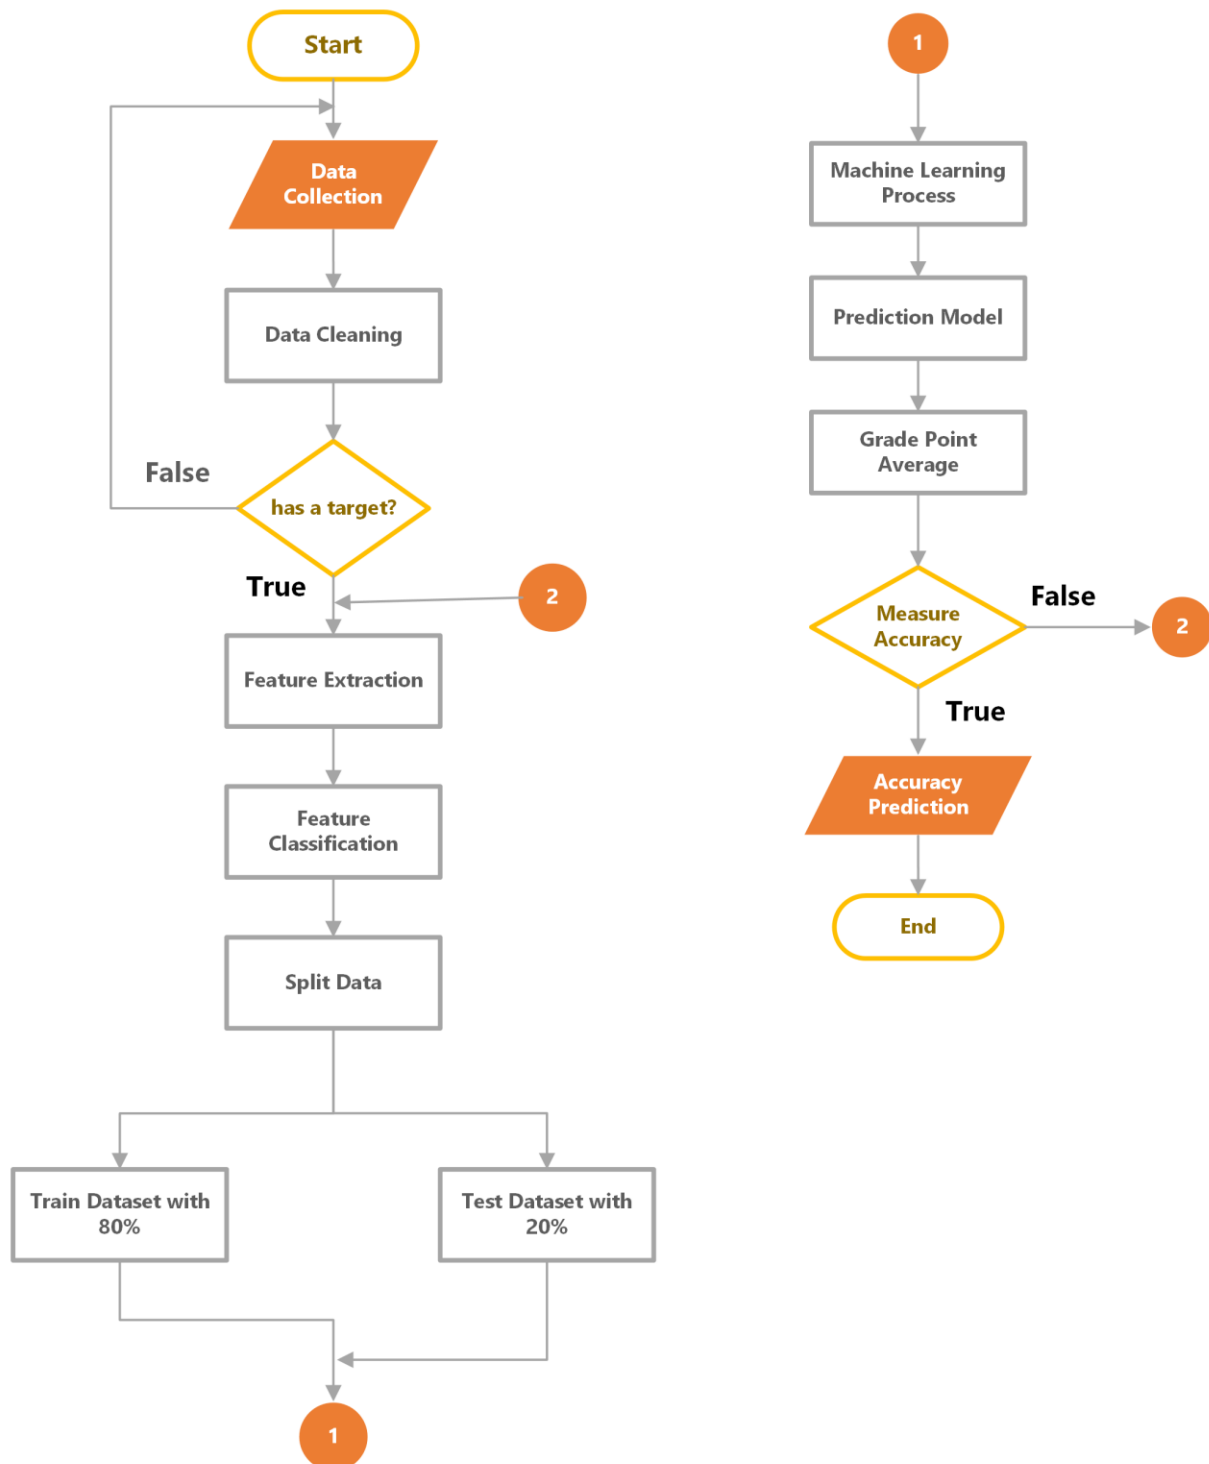 Start
Data
Collection
Data Cleaning
False
has a target?
True
2
Feature Extraction
Feature
Classification
Split Data
Train Dataset with
80%
Test Dataset with
20%
1
1
Machine Learning
Process
Prediction Model
Grade Point
Average
Measure
Accuracy
False
2
True
Accuracy
Prediction
End